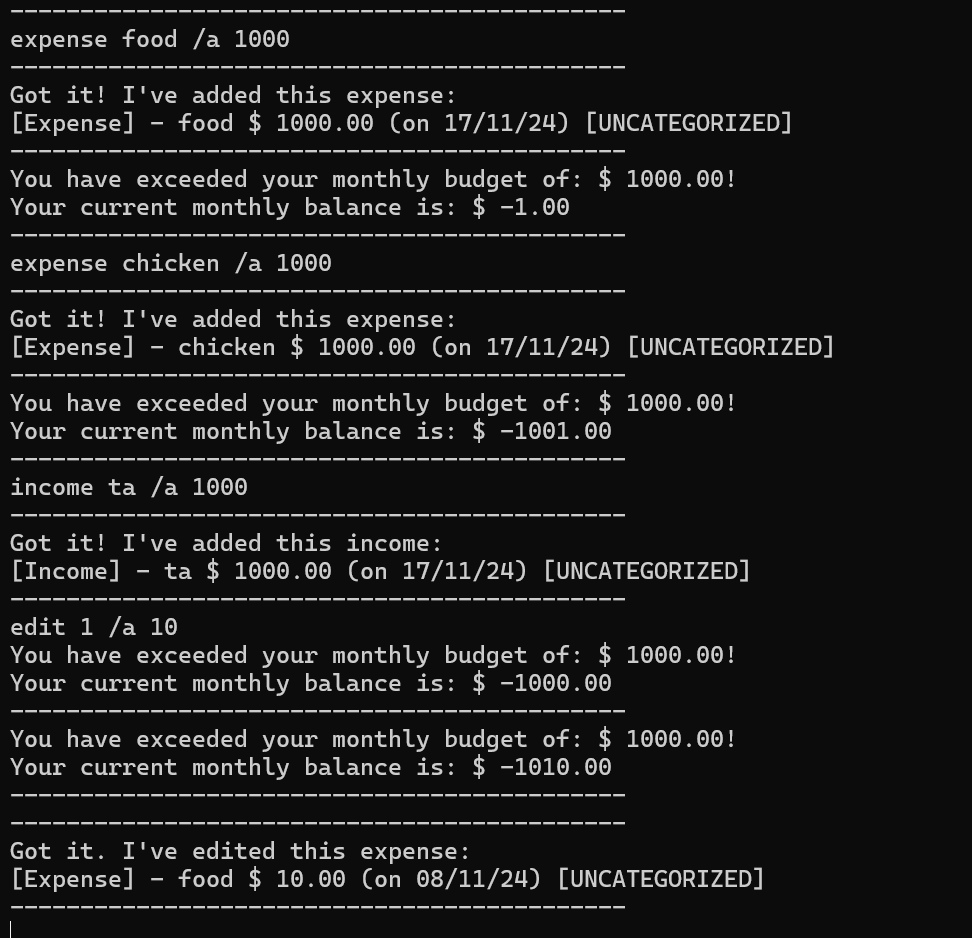 --------------------------------------------
expense food /a 1000
--------------------------------------------
Got it! I've added this expense:
[Expense] - food $ 1000.00 (on 17/11/24) [UNCATEGORIZED]
--------------------------------------------
You have exceeded your monthly budget of: $ 1000.00!
Your current monthly balance is: $ -1.00
--------------------------------------------
expense chicken /a 1000
--------------------------------------------
Got it! I've added this expense:
[Expense] - chicken $ 1000.00 (on 17/11/24) [UNCATEGORIZED]
--------------------------------------------
You have exceeded your monthly budget of: $ 1000.00!
Your current monthly balance is: $ -1001.00
--------------------------------------------
income ta /a 1000
--------------------------------------------
Got it! I've added this income:
[Income] - ta $ 1000.00 (on 17/11/24) [UNCATEGORIZED]
--------------------------------------------
edit 1 /a 10
You have exceeded your monthly budget of: $ 1000.00!
Your current monthly balance is: $ -1000.00
--------------------------------------------
You have exceeded your monthly budget of: $ 1000.00!
Your current monthly balance is: $ -1010.00
--------------------------------------------
--------------------------------------------
Got it. I've edited this expense:
[Expense] - food $ 10.00 (on 08/11/24) [UNCATEGORIZED]
--------------------------------------------